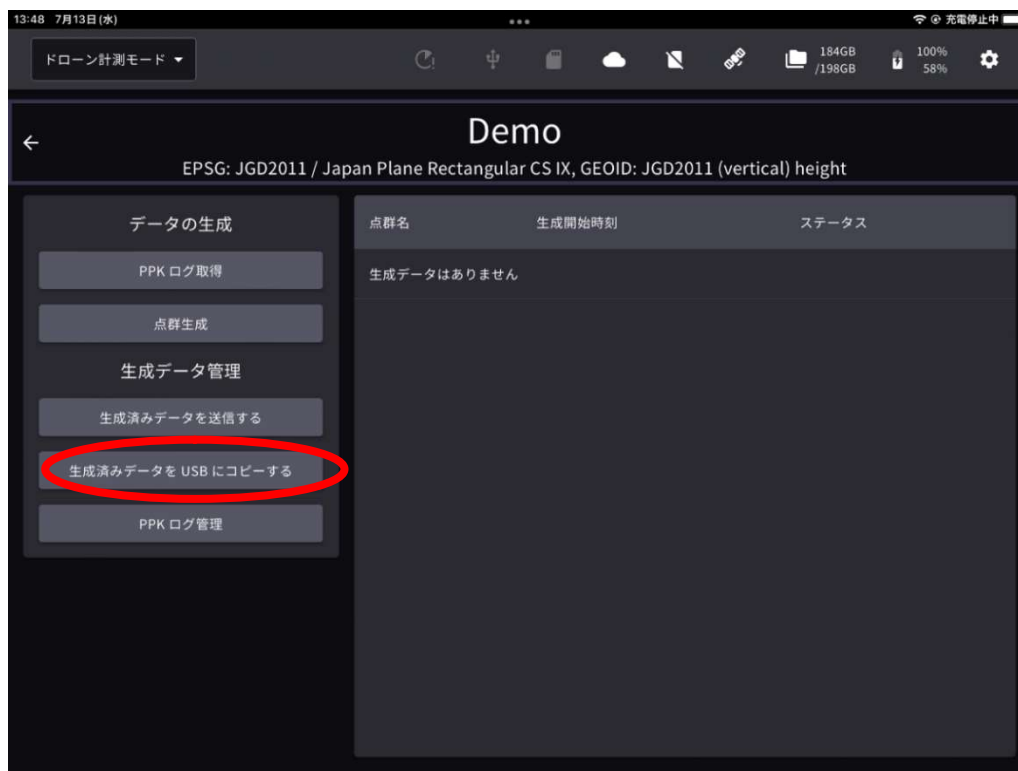 13:48 7月13日(水)
充電停止中
ドローン計測モード
184GB
/198GB
100%
58%
Demo
EPSG: JGD2011 / Japan Plane Rectangular CS IX, GEOID: JGD2011 (vertical) height
データの生成
PPK ログ取得
点群生成
生成データ管理
生成済みデータを送信する
生成済みデータを USB にコピーする
PPK ログ管理
点群名 生成開始時刻 ステータス
生成データはありません